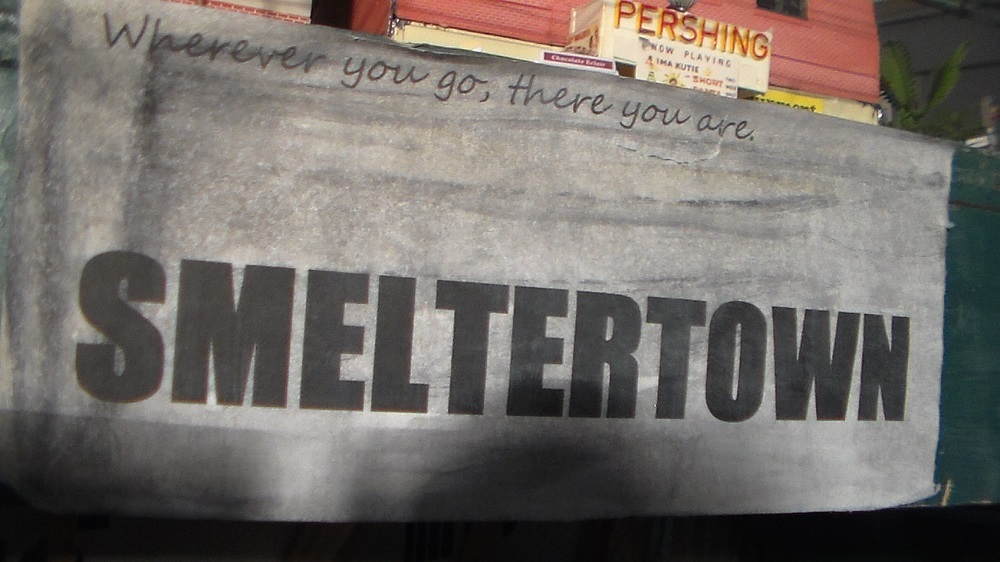 PERSHING
NOW PLAYING
IMA KUTIE
SHORT
Chocolate Eclair
Wherever you go, there you are.
SMELTERTOWN